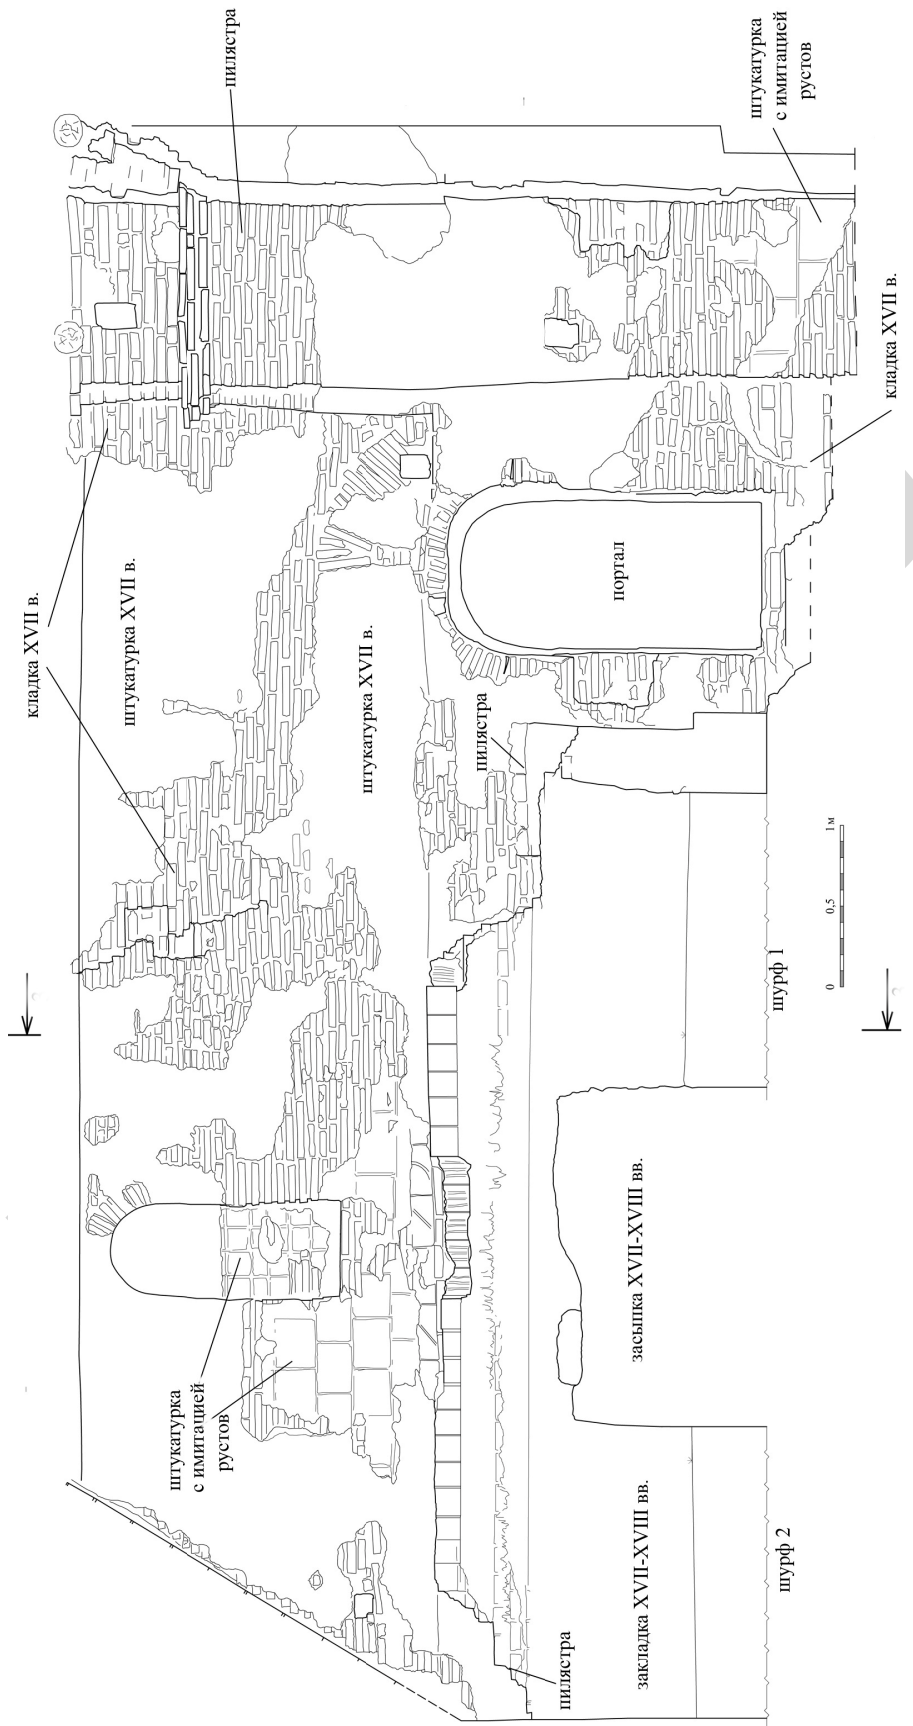 пилястра
штукатурка
с имитацией
рустов
кладка XVII в.
кладка XVII в.
штукатурка XVII в.
штукатурка XVII в.
портал
пилястра
0
0,5
1м
шурф 1
штукатурка
с имитацией
рустов
засыпка XVII-XVIII вв.
закладка XVII-XVIII вв.
шурф 2
пилястра